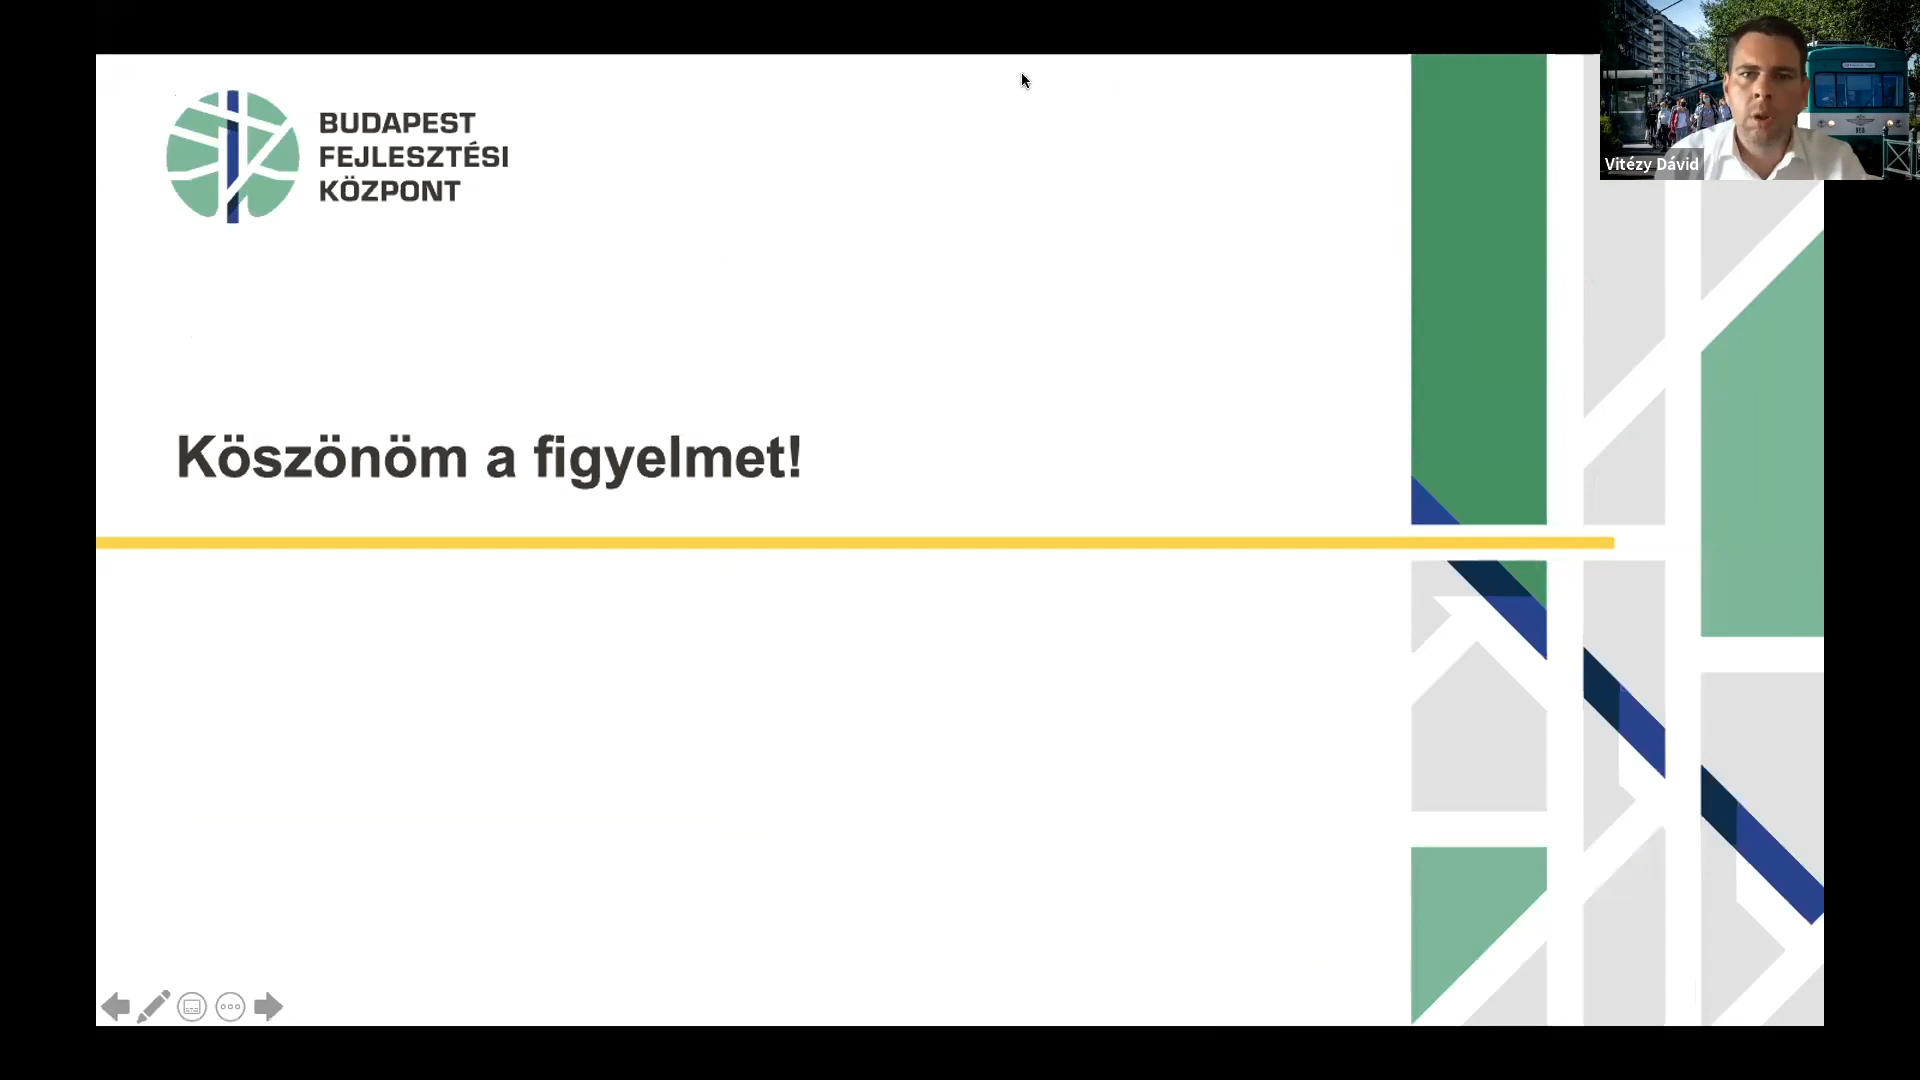 BUDAPEST
FEJLESZTÉSI
KÖZPONT
Vitézy Dávid
Köszönöm a figyelmet!